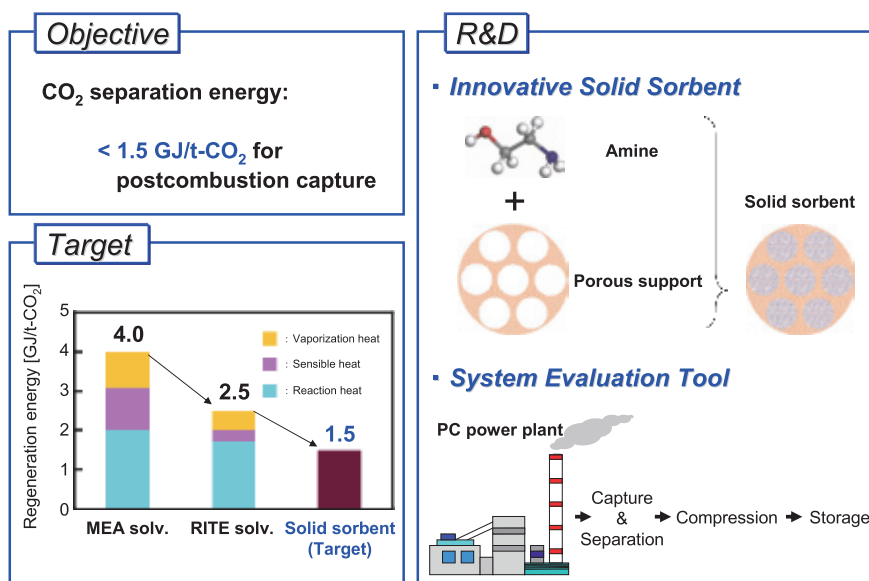 Objective
CO2 separation energy:
< 1.5 GJ/t-CO2 for
postcombustion capture
Target
Regeneration energy [GJ/t-CO2]
5
4
3
2
1
0
4.0
2.5
1.5
: Vaporization heat
: Sensible heat
: Reaction heat
MEA solv.
RITE solv.
Solid sorbent
(Target)
R&D
· Innovative Solid Sorbent
Amine
+
Porous support
Solid sorbent
· System Evaluation Tool
PC power plant
Capture
&
Separation
Compression
Storage